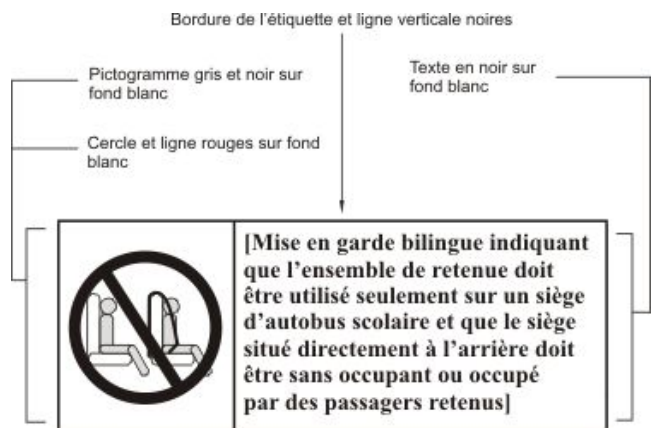 Bordure de l'étiquette et ligne verticale noires
Pictogramme gris et noir sur
fond blanc
Texte en noir sur
fond blanc
Cercle et ligne rouges sur fond
blanc
[Mise en garde bilingue indiquant
que l'ensemble de retenue doit
être utilisé seulement sur un siège
d'autobus scolaire et que le siège
situé directement à l'arrière doit
être sans occupant ou occupé
par des passagers retenus]